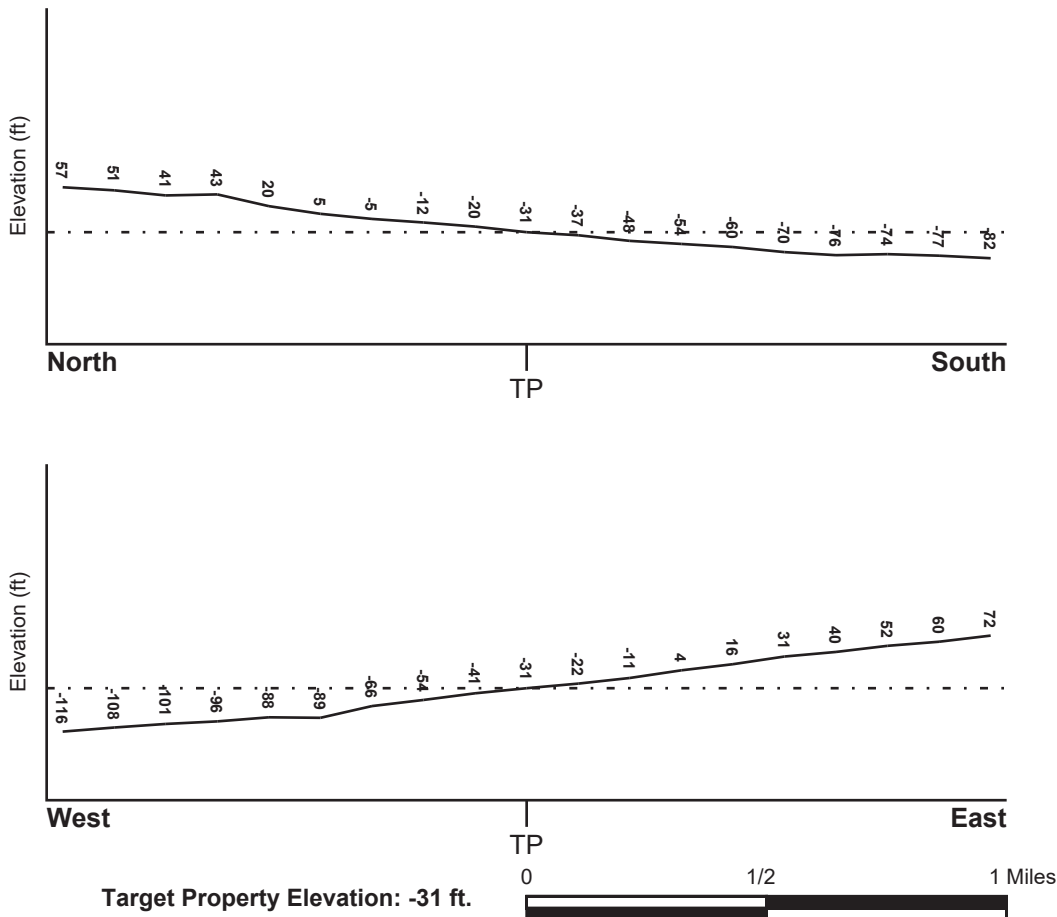 Elevation (ft)
57 51 41 43 20 5 -5 -12 -20 -31 -37 -48 -54 -60 -70 -76 -74 -77 -82
North South
TP
Elevation (ft)
-116 -108 -101 -96 -88 -89 -66 -54 -41 -31 -22 -11 4 16 31 40 52 60 72
West East
TP
Target Property Elevation: -31 ft. 0 1/2 1 Miles